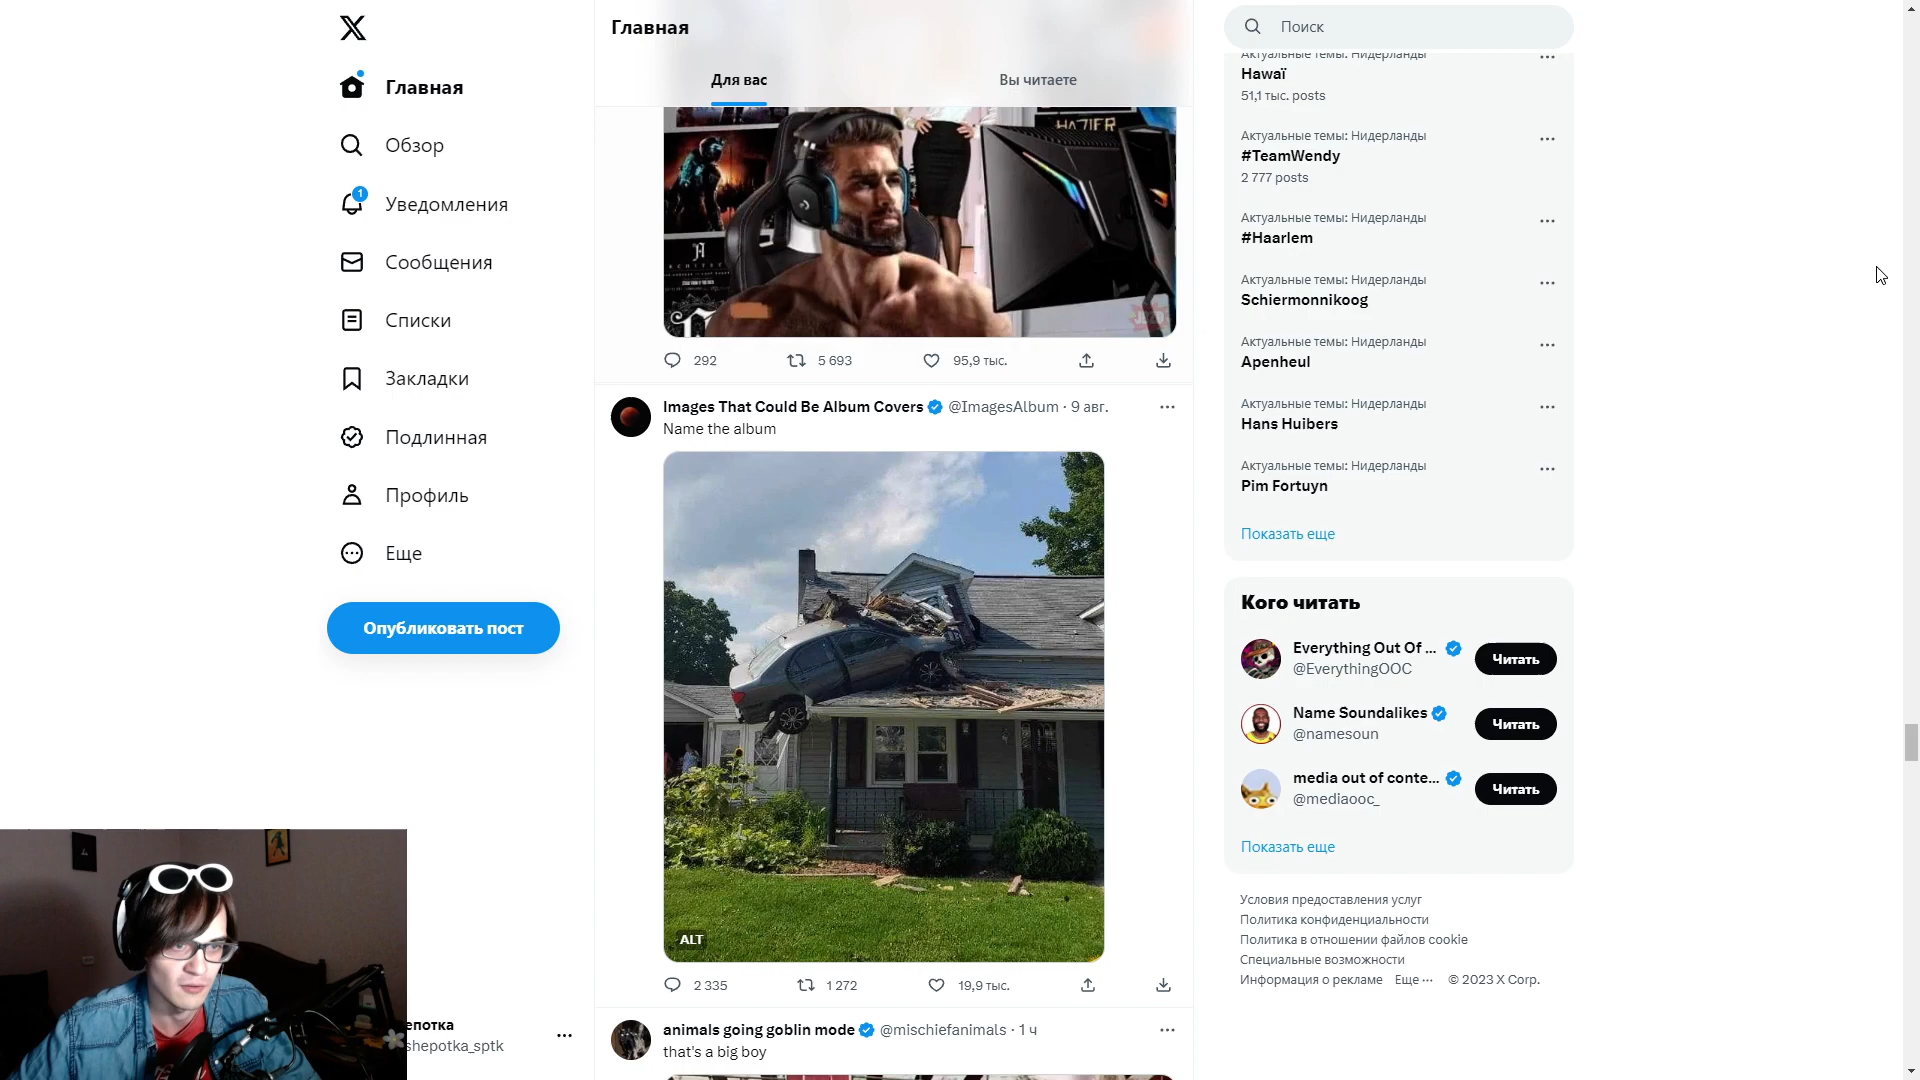 Главная
Обзор
1
Уведомления
Сообщения
Списки
Закладки
Подлинная
Профиль
Еще
Опубликовать пост
епотка
shepotka_sptk
Главная
Для вас
Вы читаете
292
5 693
95,9 тыс.
Images That Could Be Album Covers @ImagesAlbum · 9 авг.
Name the album
ALT
2 335
1 272
19,9 тыс.
animals going goblin mode @mischiefanimals · 1 ч
that's a big boy
Поиск
Актуальные темы: Нидерланды
Hawaï
51,1 тыс. posts
Актуальные темы: Нидерланды
#TeamWendy
2 777 posts
Актуальные темы: Нидерланды
#Haarlem
Актуальные темы: Нидерланды
Schiermonnikoog
Актуальные темы: Нидерланды
Apenheul
Актуальные темы: Нидерланды
Hans Huibers
Актуальные темы: Нидерланды
Pim Fortuyn
Показать еще
Кого читать
Everything Out Of ...
@EverythingOOC
Читать
Name Soundalikes
@namesoun
Читать
media out of conte...
@mediaooc_
Читать
Показать еще
Условия предоставления услуг
Политика конфиденциальности
Политика в отношении файлов cookie
Специальные возможности
Информация о рекламе Еще ··· © 2023 X Corp.